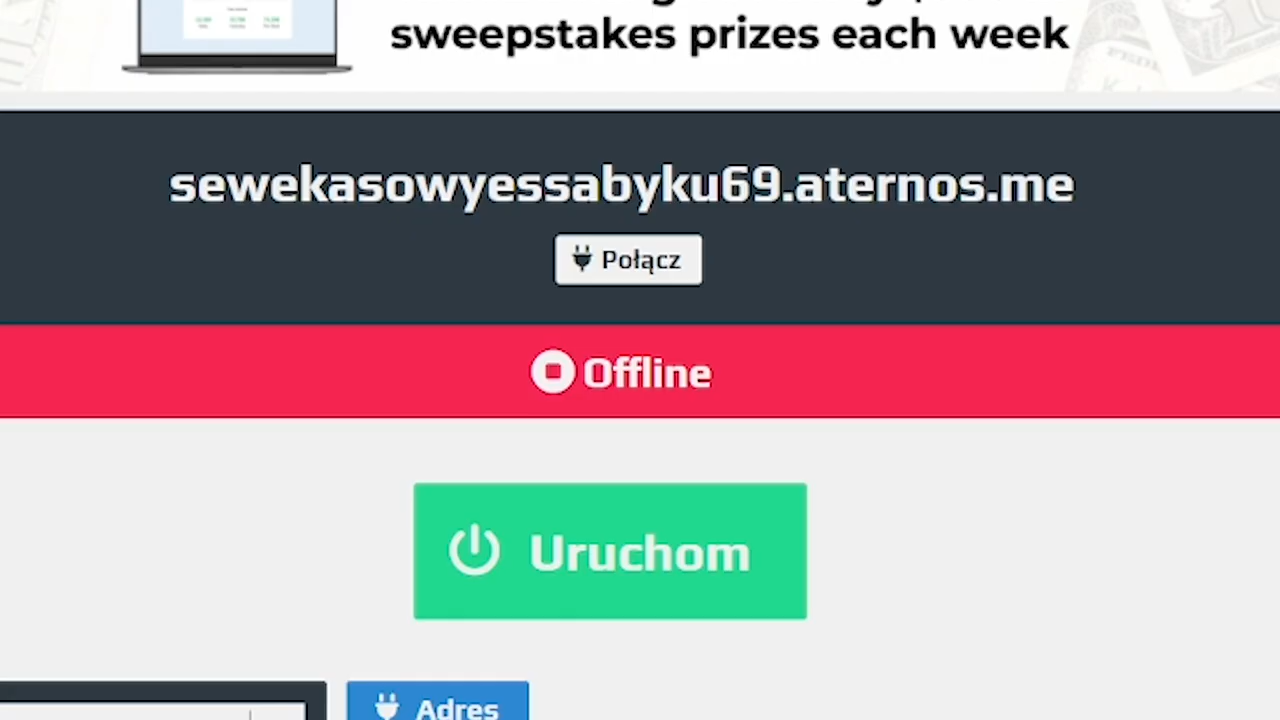 sweepstakes prizes each week
sewekasowyessabyku69.aternos.me
Połącz
Offline
Uruchom
Adres